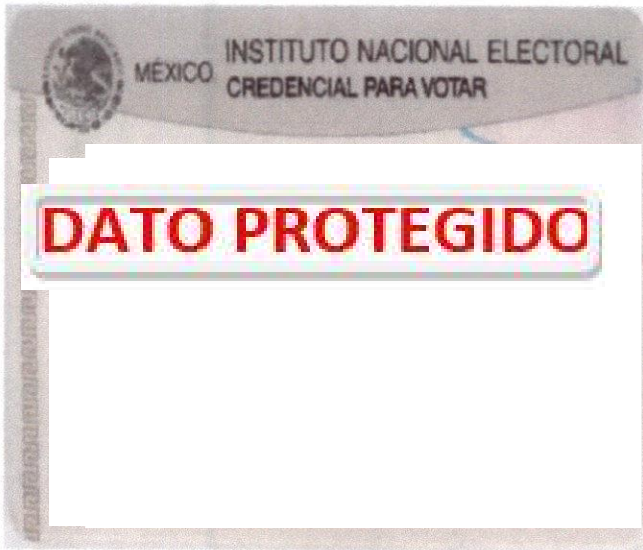 MÉXICO INSTITUTO NACIONAL ELECTORAL
CREDENCIAL PARA VOTAR
DATO PROTEGIDO